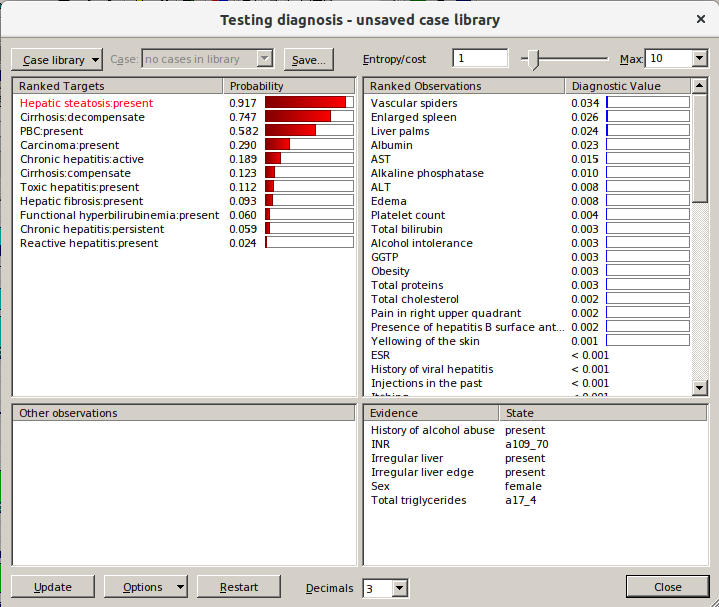 Testing diagnosis - unsaved case library
Case library Case: no cases in library Save... Entropy/cost 1 Max: 10
Ranked Targets Probability
Hepatic steatosis:present 0.917
Cirrhosis:decompensate 0.747
PBC:present 0.582
Carcinoma:present 0.290
Chronic hepatitis:active 0.189
Cirrhosis:compensate 0.123
Toxic hepatitis:present 0.112
Hepatic fibrosis:present 0.093
Functional hyperbilirubinemia:present 0.060
Chronic hepatitis:persistent 0.059
Reactive hepatitis:present 0.024
Ranked Observations Diagnostic Value
Vascular spiders 0.034
Enlarged spleen 0.026
Liver palms 0.024
Albumin 0.023
AST 0.015
Alkaline phosphatase 0.010
ALT 0.008
Edema 0.008
Platelet count 0.004
Total bilirubin 0.003
Alcohol intolerance 0.003
GGTP 0.003
Obesity 0.003
Total proteins 0.003
Total cholesterol 0.002
Pain in right upper quadrant 0.002
Presence of hepatitis B surface ant... 0.002
Yellowing of the skin 0.001
ESR < 0.001
History of viral hepatitis < 0.001
Injections in the past < 0.001
Itching < 0.001
Other observations
Evidence State
History of alcohol abuse present
INR a109_70
Irregular liver present
Irregular liver edge present
Sex female
Total triglycerides a17_4
Update Options Restart Decimals 3 Close